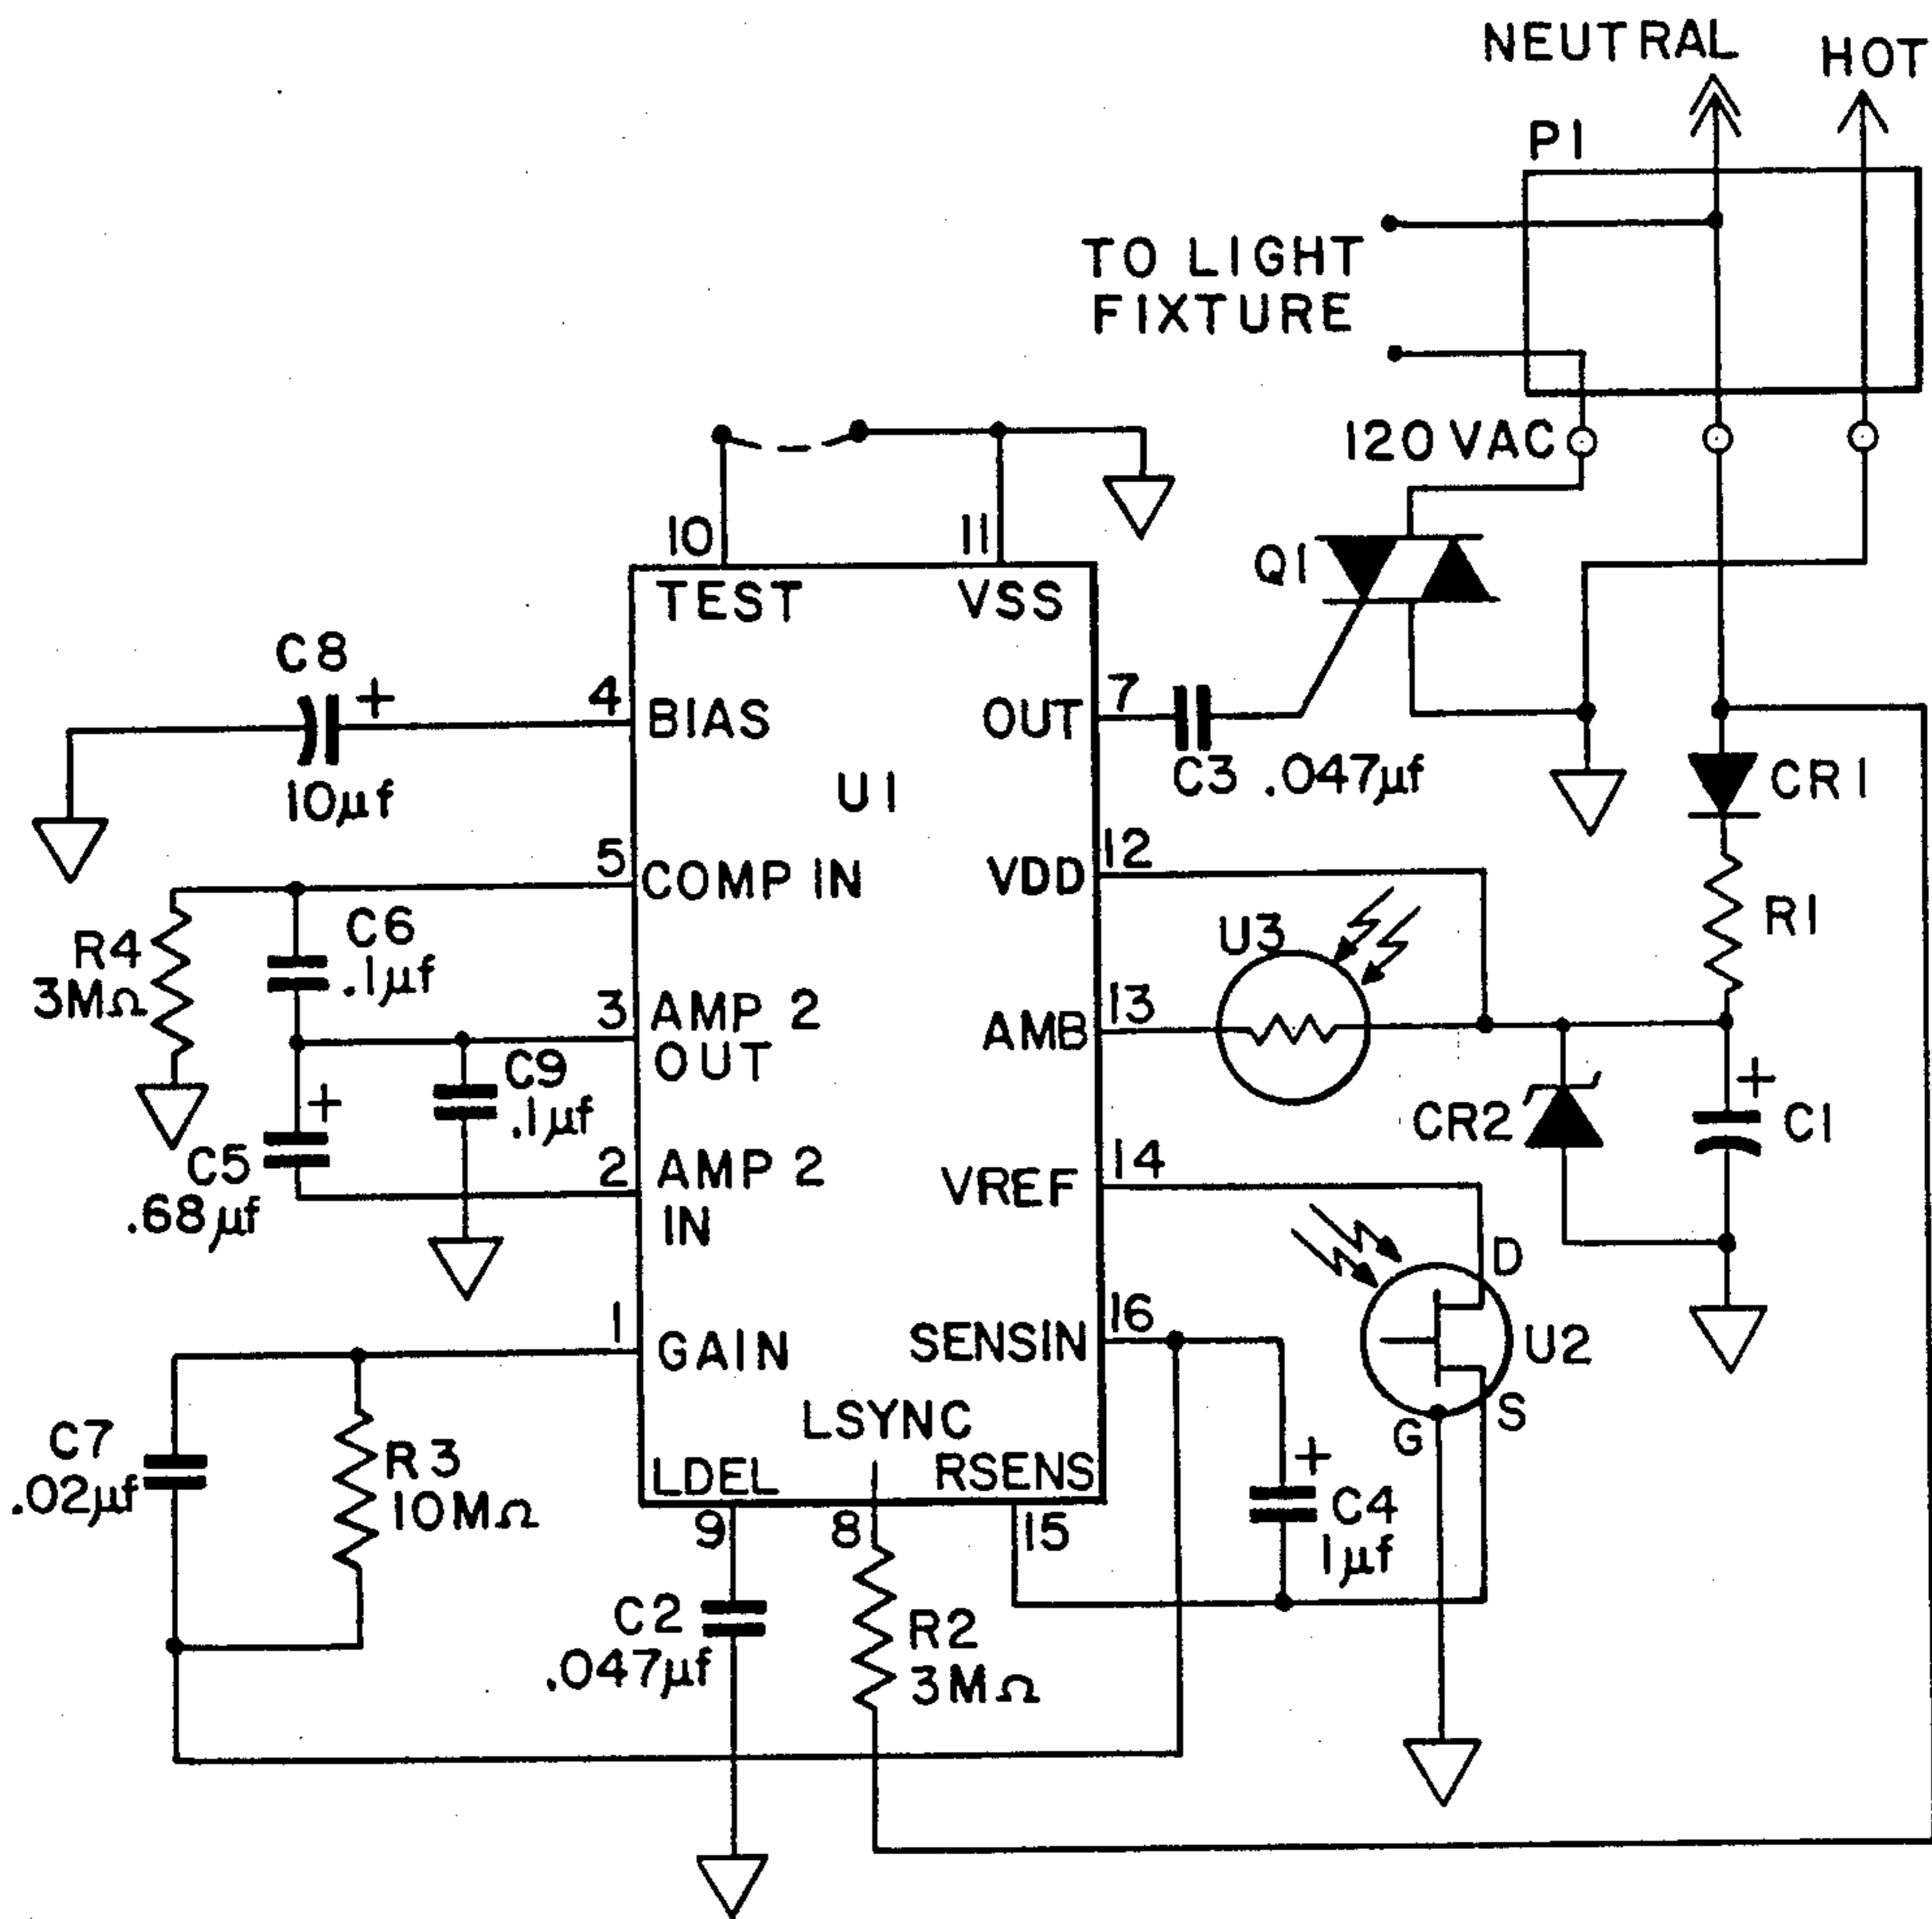 NEUTRAL
HOT
P1
TO LIGHT
FIXTURE
120 VAC
10
11
TEST
VSS
Q1
C8
+
10µf
4
BIAS
OUT
7
C3 .047µf
U1
CR1
5
COMP IN
VDD
12
R1
R4
3MΩ
C6
.1µf
U3
3
AMP 2
OUT
AMB
13
C9
.1µf
+
C5
.68µf
CR2
+
C1
2
AMP 2
IN
VREF
14
D
U2
S
G
1
GAIN
SENSIN
16
LSYNC
LDEL
RSENS
C7
.02µf
R3
10MΩ
9
8
15
+
C4
1µf
C2
.047µf
R2
3MΩ